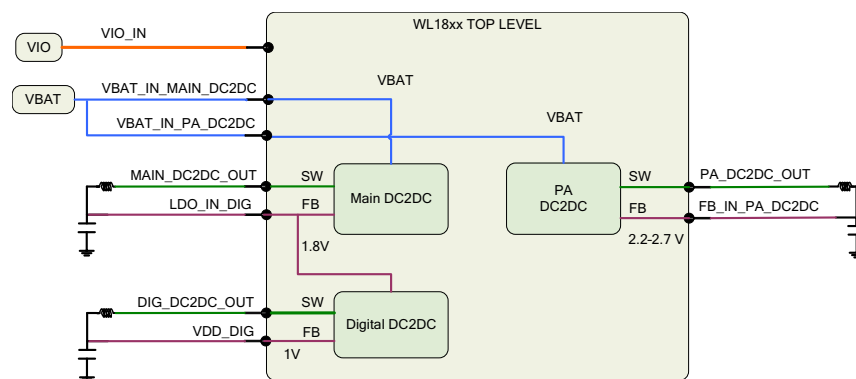 WL18xx TOP LEVEL
VIO
VIO_IN
VBAT
VBAT_IN_MAIN_DC2DC
VBAT
VBAT_IN_PA_DC2DC
VBAT
MAIN_DC2DC_OUT
SW
Main DC2DC
LDO_IN_DIG
FB
1.8V
PA
DC2DC
SW
PA_DC2DC_OUT
FB
FB_IN_PA_DC2DC
2.2-2.7 V
DIG_DC2DC_OUT
SW
Digital DC2DC
VDD_DIG
FB
1V